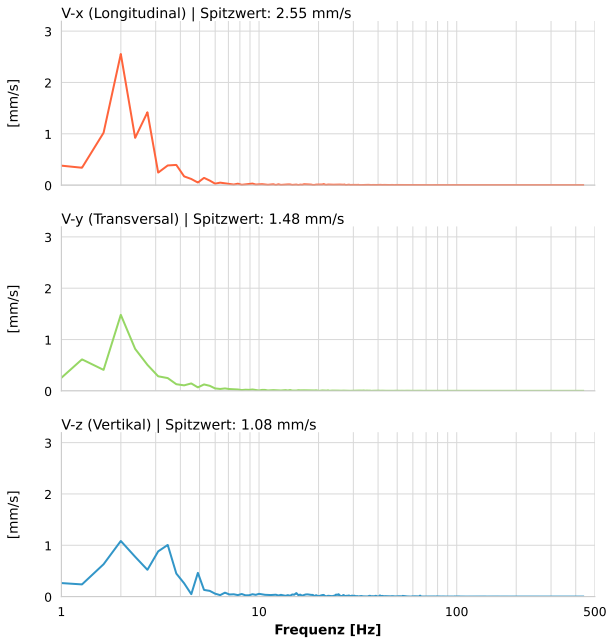 V-x (Longitudinal) | Spitzwert: 2.55 mm/s
3
2
1
0
[mm/s]
V-y (Transversal) | Spitzwert: 1.48 mm/s
3
2
1
0
[mm/s]
V-z (Vertikal) | Spitzwert: 1.08 mm/s
3
2
1
0
[mm/s]
1 10 100 500
Frequenz [Hz]